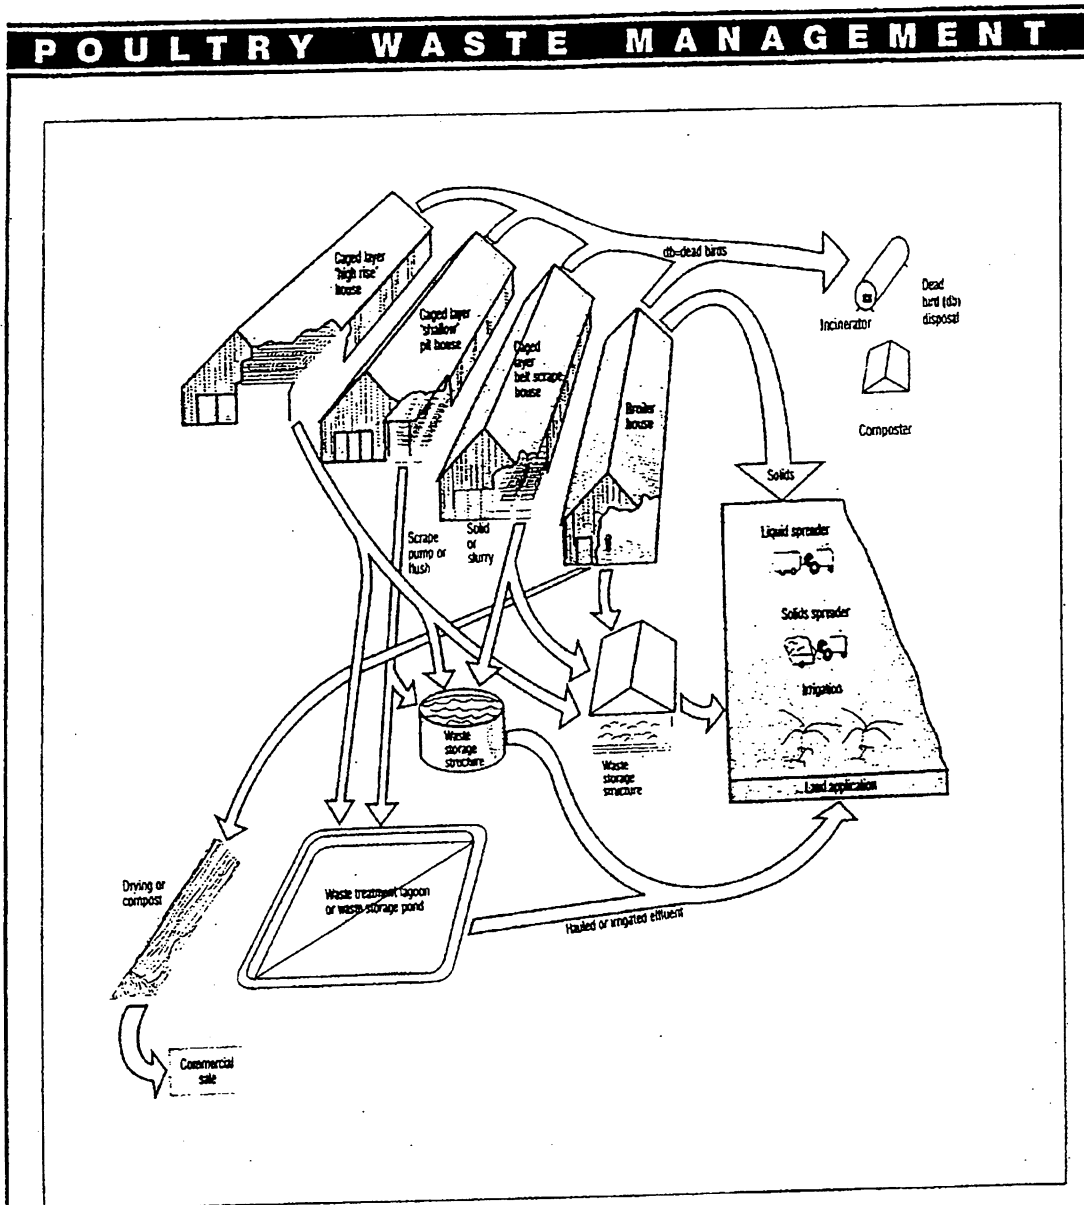 POULTRY WASTE MANAGEMENT
Caged layer
"high rise"
house
Caged layer
"shallow"
pit house
Caged
layer
belt scrape
house
Broiler
house
db=dead birds
Incinerator
Dead
bird (db)
disposal
Composter
Solids
Scrape
pump or
flush
Solid
or
slurry
Liquid spreader
Solids spreader
Irrigation
Land application
Waste
storage
structure
Waste
storage
structure
Drying or
compost
Waste treatment lagoon
or waste storage pond
Hauled or irrigated effluent
Commercial
sale